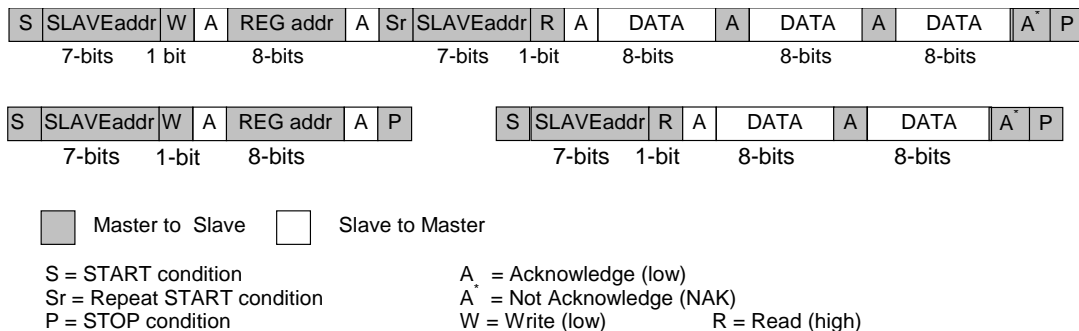 S SLAVEaddr W A REG addr A Sr SLAVEaddr R A DATA A DATA A DATA A* P
7-bits 1 bit 8-bits 7-bits 1-bit 8-bits 8-bits 8-bits
S SLAVEaddr W A REG addr A P
7-bits 1-bit 8-bits
S SLAVEaddr R A DATA A DATA A* P
7-bits 1-bit 8-bits 8-bits
Master to Slave Slave to Master
S = START condition
Sr = Repeat START condition
P = STOP condition
A = Acknowledge (low)
A* = Not Acknowledge (NAK)
W = Write (low) R = Read (high)